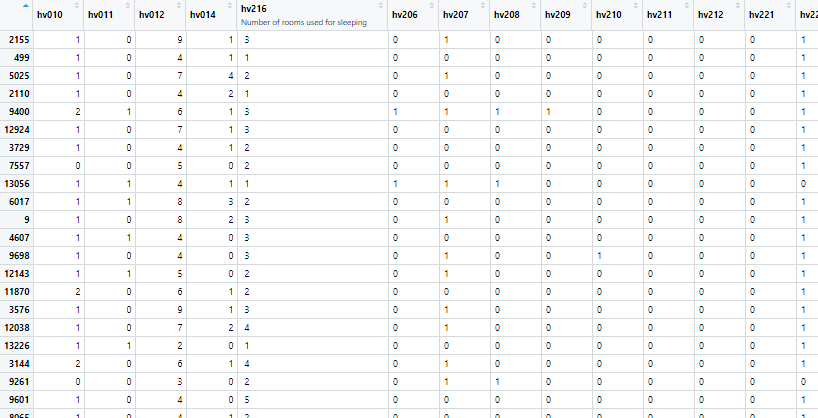 hv010 hv011 hv012 hv014 hv216 hv206 hv207 hv208 hv209 hv210 hv211 hv212 hv221 hv22
Number of rooms used for sleeping
2155 1 0 9 1 3 0 1 0 0 0 0 0 0 1
499 1 0 4 1 1 0 0 0 0 0 0 0 0 1
5025 1 0 7 4 2 0 1 0 0 0 0 0 0 1
2110 1 0 4 2 1 0 0 0 0 0 0 0 0 1
9400 2 1 6 1 3 1 1 1 1 0 0 0 0 1
12924 1 0 7 1 3 0 0 0 0 0 0 0 0 1
3729 1 0 4 1 2 0 0 0 0 0 0 0 0 1
7557 0 0 5 0 2 0 0 0 0 0 0 0 0 1
13056 1 1 4 1 1 1 1 1 0 0 0 0 0 0
6017 1 1 8 3 2 0 0 0 0 0 0 0 0 1
9 1 0 8 2 3 0 1 0 0 0 0 0 0 1
4607 1 1 4 0 3 0 0 0 0 0 0 0 0 1
9698 1 0 4 0 3 0 1 0 0 1 0 0 0 1
12143 1 1 5 0 2 0 1 0 0 0 0 0 0 1
11870 2 0 6 1 2 0 0 0 0 0 0 0 0 1
3576 1 0 9 1 3 0 1 0 0 0 0 0 0 1
12038 1 0 7 2 4 0 1 0 0 0 0 0 0 1
13226 1 1 2 0 1 0 0 0 0 0 0 0 0 1
3144 2 0 6 1 4 0 1 0 0 0 0 0 0 1
9261 0 0 3 0 2 0 1 1 0 0 0 0 0 0
9601 1 0 4 0 5 0 0 0 0 0 0 0 0 1
8065 1 0 4 1 2 0 0 0 0 0 0 0 0 1